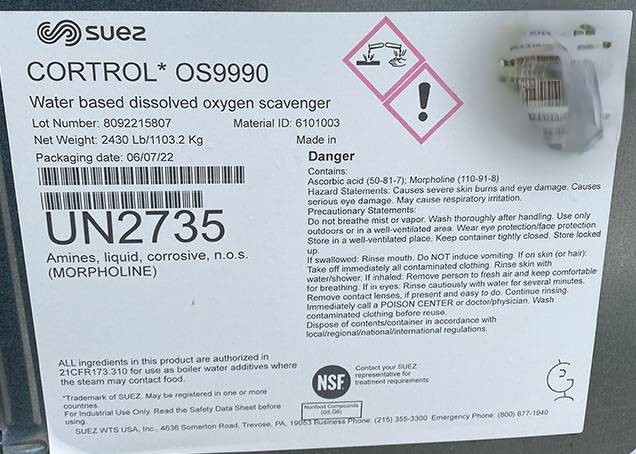 suez
CORTROL* OS9990
Water based dissolved oxygen scavenger
Lot Number: 8092215807 Material ID: 6101003
Net Weight: 2430 Lb/1103.2 Kg Made in
Packaging date: 06/07/22
UN2735
Amines, liquid, corrosive, n.o.s.
(MORPHOLINE)
Danger
Contains:
Ascorbic acid (50-81-7); Morpholine (110-91-8)
Hazard Statements: Causes severe skin burns and eye damage. Causes
serious eye damage. May cause respiratory irritation.
Precautionary Statements:
Do not breathe mist or vapor. Wash thoroughly after handling. Use only
outdoors or in a well-ventilated area. Wear eye protection/face protection.
Store in a well-ventilated place. Keep container tightly closed. Store locked
up.
If swallowed: Rinse mouth. Do NOT induce vomiting. If on skin (or hair):
Take off immediately all contaminated clothing. Rinse skin with
water/shower. If inhaled: Remove person to fresh air and keep comfortable
for breathing. If in eyes: Rinse cautiously with water for several minutes.
Remove contact lenses, if present and easy to do. Continue rinsing.
Immediately call a POISON CENTER or doctor/physician. Wash
contaminated clothing before reuse.
Dispose of contents/container in accordance with
local/regional/national/international regulations.
ALL ingredients in this product are authorized in
21CFR173.310 for use as boiler water additives where
the steam may contact food.
*Trademark of SUEZ. May be registered in one or more
countries.
For Industrial Use Only. Read the Safety Data Sheet before
using.
NSF
Nonfood Compounds
(G5,G6)
Contact your SUEZ
representative for
treatment requirements
SUEZ WTS USA, Inc., 4636 Somerton Road, Trevose, PA, 19053 Business Phone: (215) 355-3300 Emergency Phone: (800) 877-1940